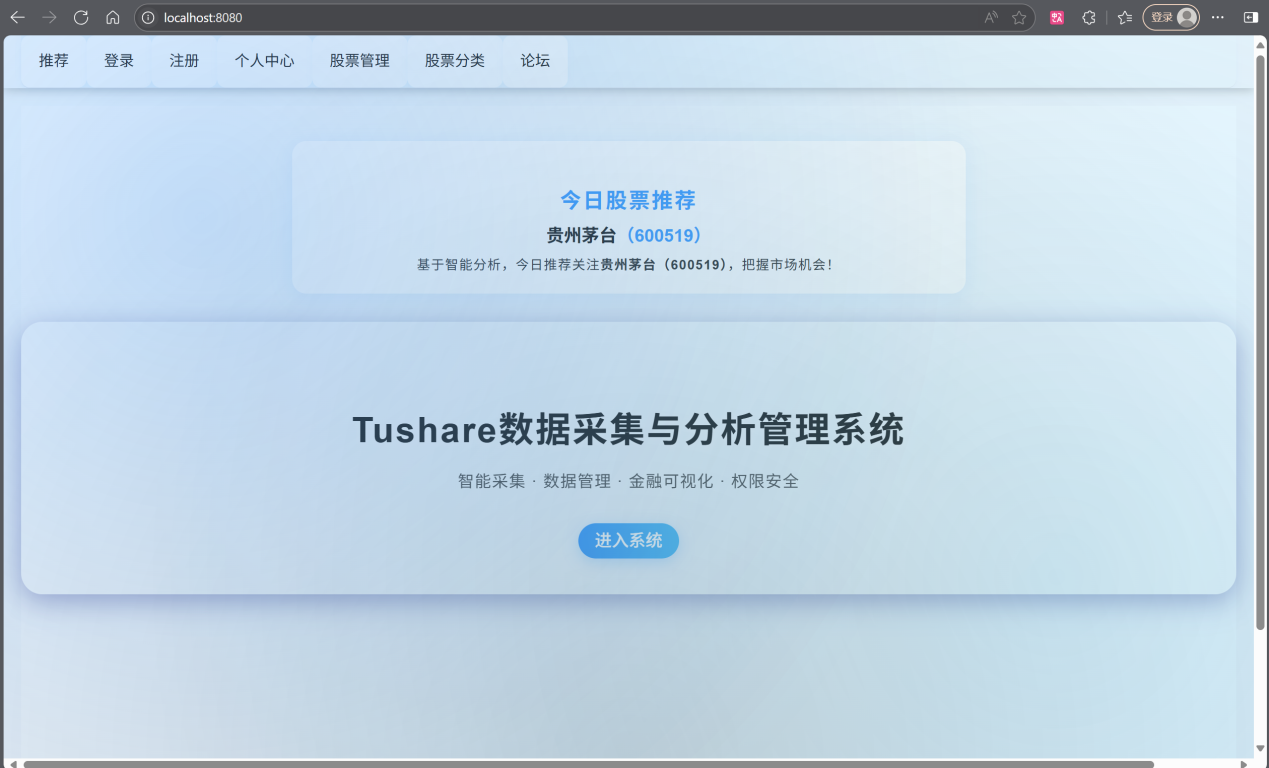 localhost:8080
登录
推荐 登录 注册 个人中心 股票管理 股票分类 论坛
今日股票推荐
贵州茅台（600519）
基于智能分析，今日推荐关注贵州茅台（600519），把握市场机会！
Tushare数据采集与分析管理系统
智能采集 · 数据管理 · 金融可视化 · 权限安全
进入系统